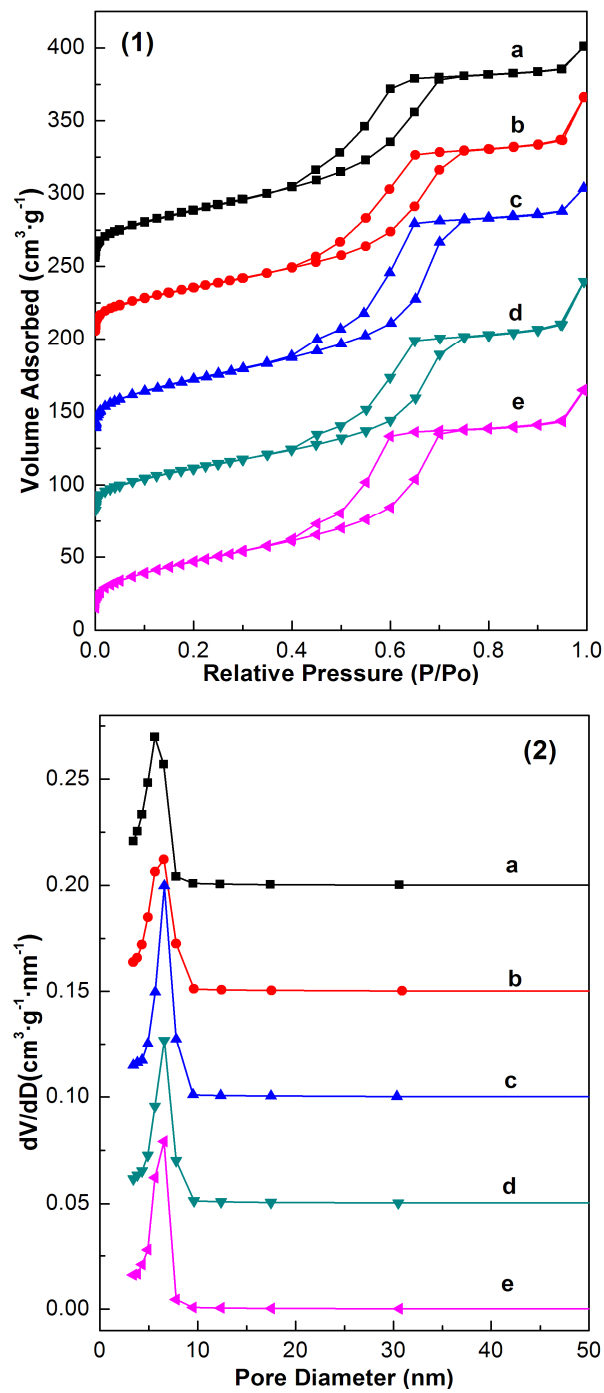 (1)
a
b
c
d
e
Volume Adsorbed (cm³·g⁻¹)
400
350
300
250
200
150
100
50
0
0.0 0.2 0.4 0.6 0.8 1.0
Relative Pressure (P/Po)
(2)
a
b
c
d
e
dV/dD(cm³·g⁻¹·nm⁻¹)
0.25
0.20
0.15
0.10
0.05
0.00
0 10 20 30 40 50
Pore Diameter (nm)